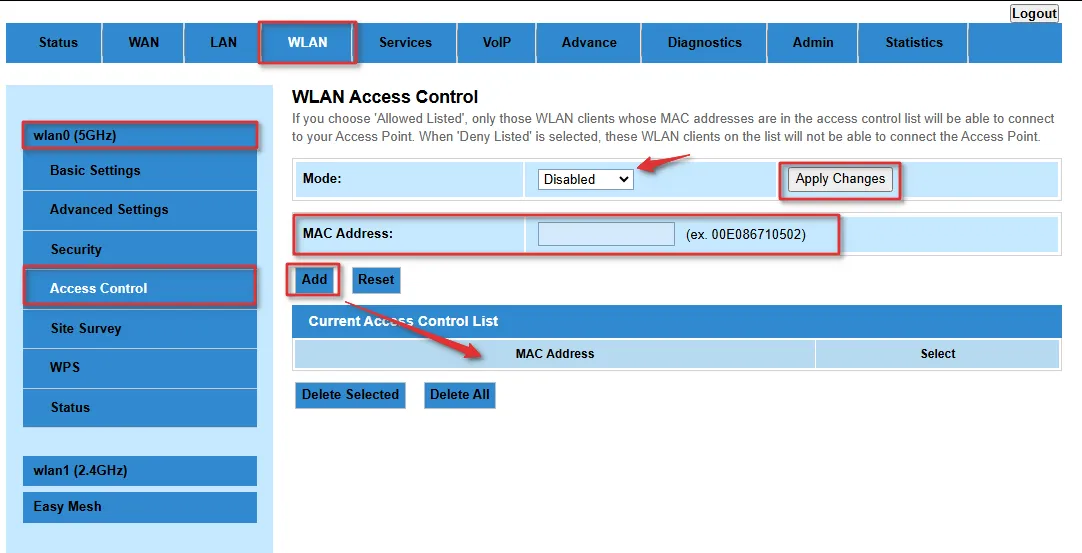 Logout
Status WAN LAN WLAN Services VoIP Advance Diagnostics Admin Statistics
WLAN Access Control
If you choose 'Allowed Listed', only those WLAN clients whose MAC addresses are in the access control list will be able to connect
to your Access Point. When 'Deny Listed' is selected, these WLAN clients on the list will not be able to connect the Access Point.
wlan0 (5GHz)
Basic Settings
Advanced Settings
Security
Access Control
Site Survey
WPS
Status
wlan1 (2.4GHz)
Easy Mesh
Mode: Disabled Apply Changes
MAC Address: (ex. 00E086710502)
Add Reset
Current Access Control List
MAC Address Select
Delete Selected Delete All